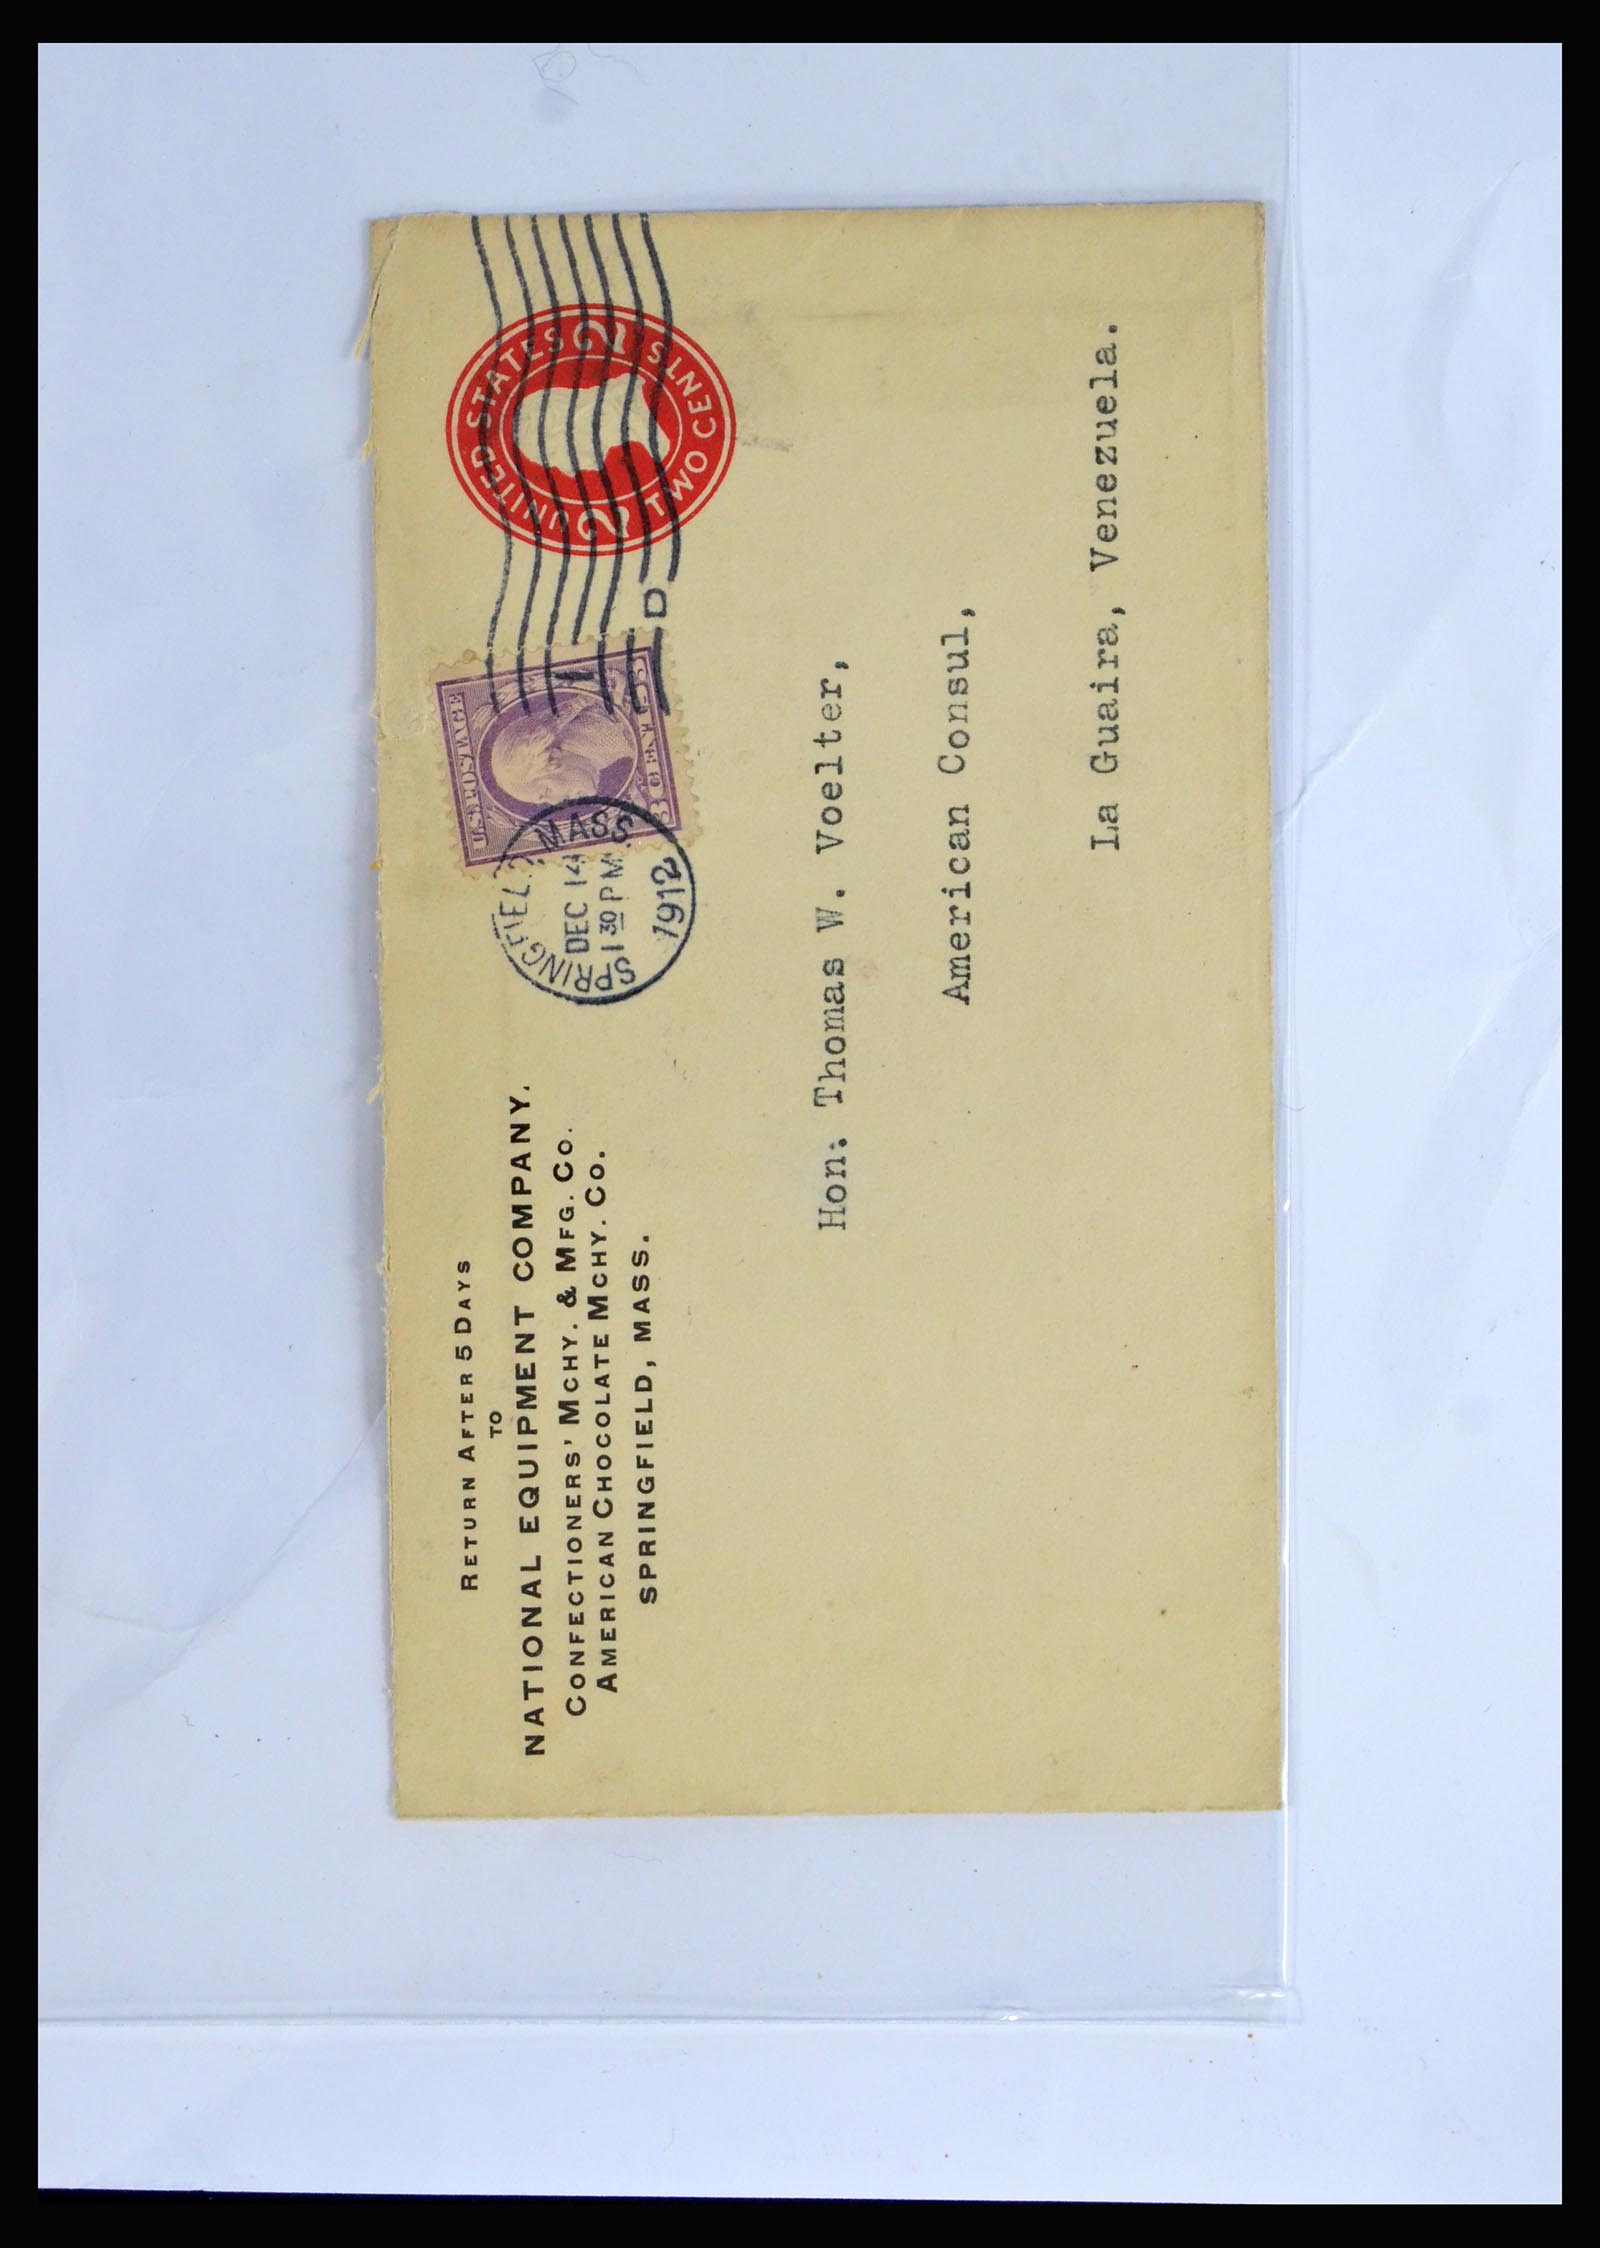 RETURN AFTER 5 DAYS
TO
NATIONAL EQUIPMENT COMPANY.
CONFECTIONERS' MCHY. & MFG. CO.
AMERICAN CHOCOLATE MCHY. CO.
SPRINGFIELD, MASS.
MASS
DEC 14
1 30 PM
1912
U.S. POSTAGE
3 CENTS 3
D
UNITED STATES
2 2
TWO CENTS
Hon. Thomas W. Voelter,
American Consul,
La Guaira, Venezuela.